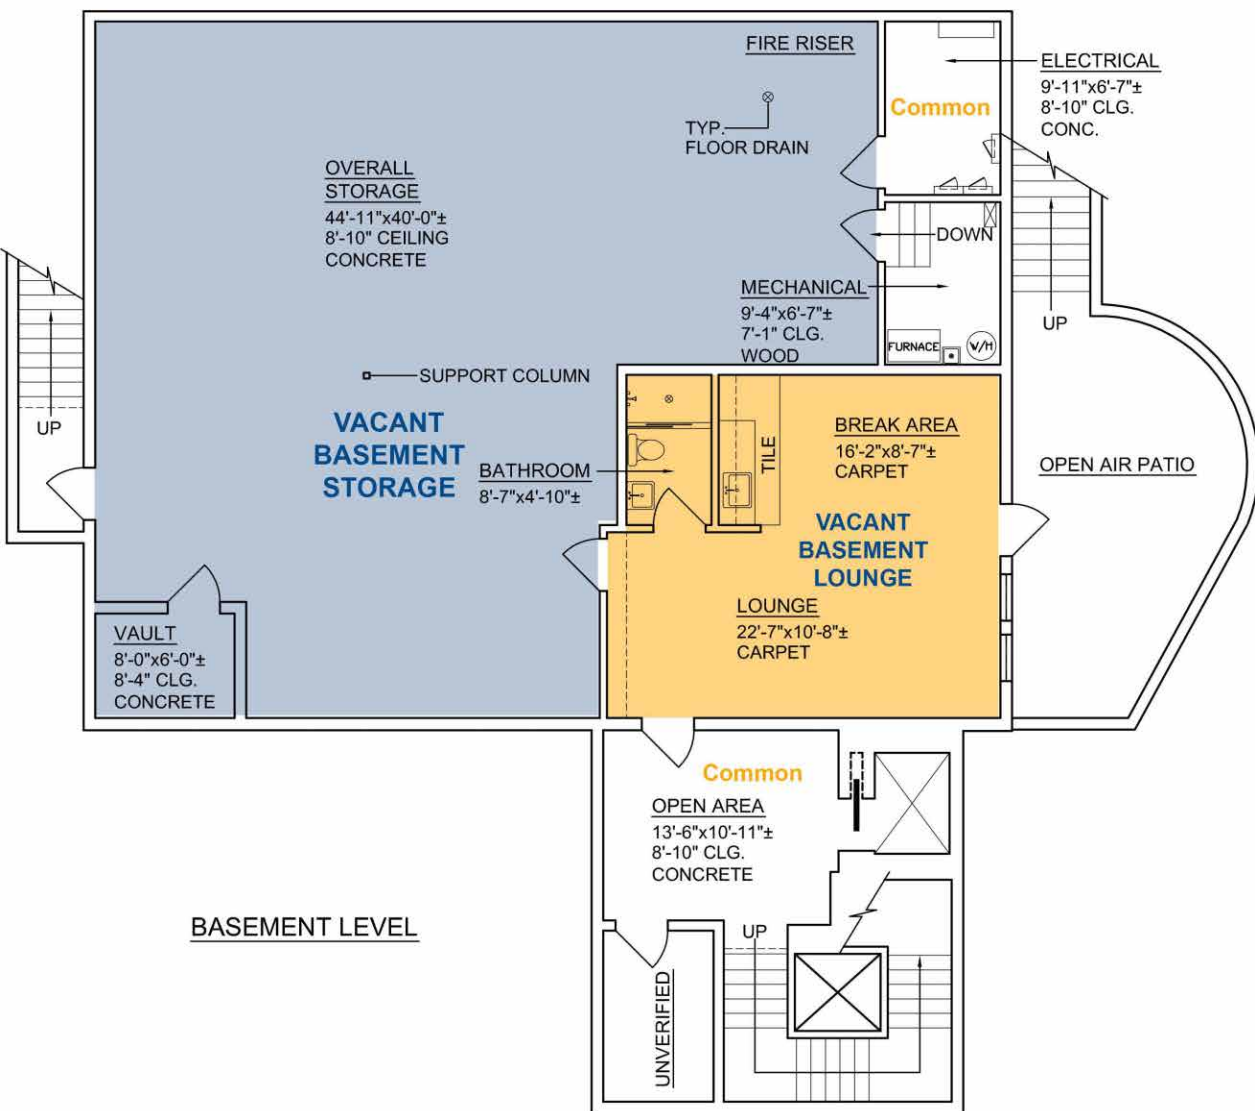 FIRE RISER
ELECTRICAL
9'-11"x6'-7"±
8'-10" CLG.
CONC.
Common
TYP.
FLOOR DRAIN
OVERALL
STORAGE
44'-11"x40'-0"±
8'-10" CEILING
CONCRETE
DOWN
MECHANICAL
9'-4"x6'-7"±
7'-1" CLG.
WOOD
FURNACE
W/H
UP
SUPPORT COLUMN
UP
VACANT
BASEMENT
STORAGE
BATHROOM
8'-7"x4'-10"±
TILE
BREAK AREA
16'-2"x8'-7"±
CARPET
OPEN AIR PATIO
VACANT
BASEMENT
LOUNGE
LOUNGE
22'-7"x10'-8"±
CARPET
VAULT
8'-0"x6'-0"±
8'-4" CLG.
CONCRETE
Common
OPEN AREA
13'-6"x10'-11"±
8'-10" CLG.
CONCRETE
BASEMENT LEVEL
UP
UNVERIFIED